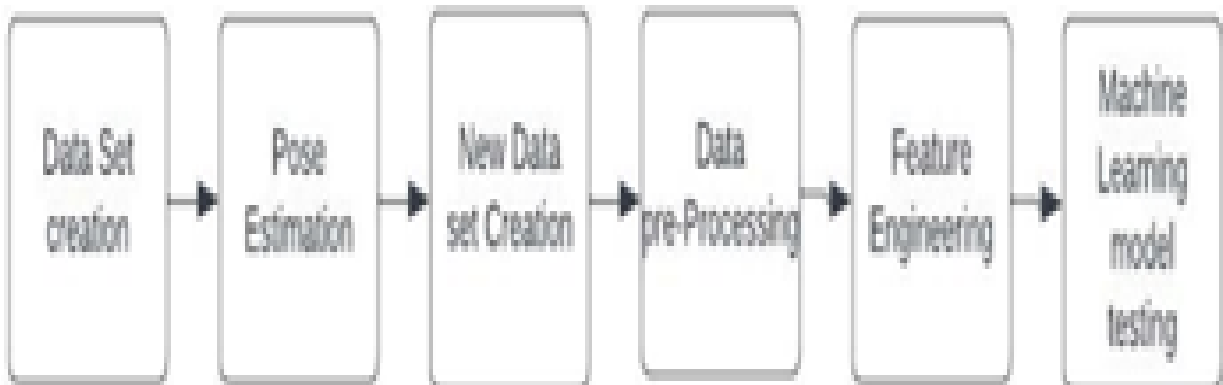 Data Set
creation
Pose
Estimation
New Data
set Creation
Data
pre-Processing
Feature
Engineering
Machine
Learning
model
testing